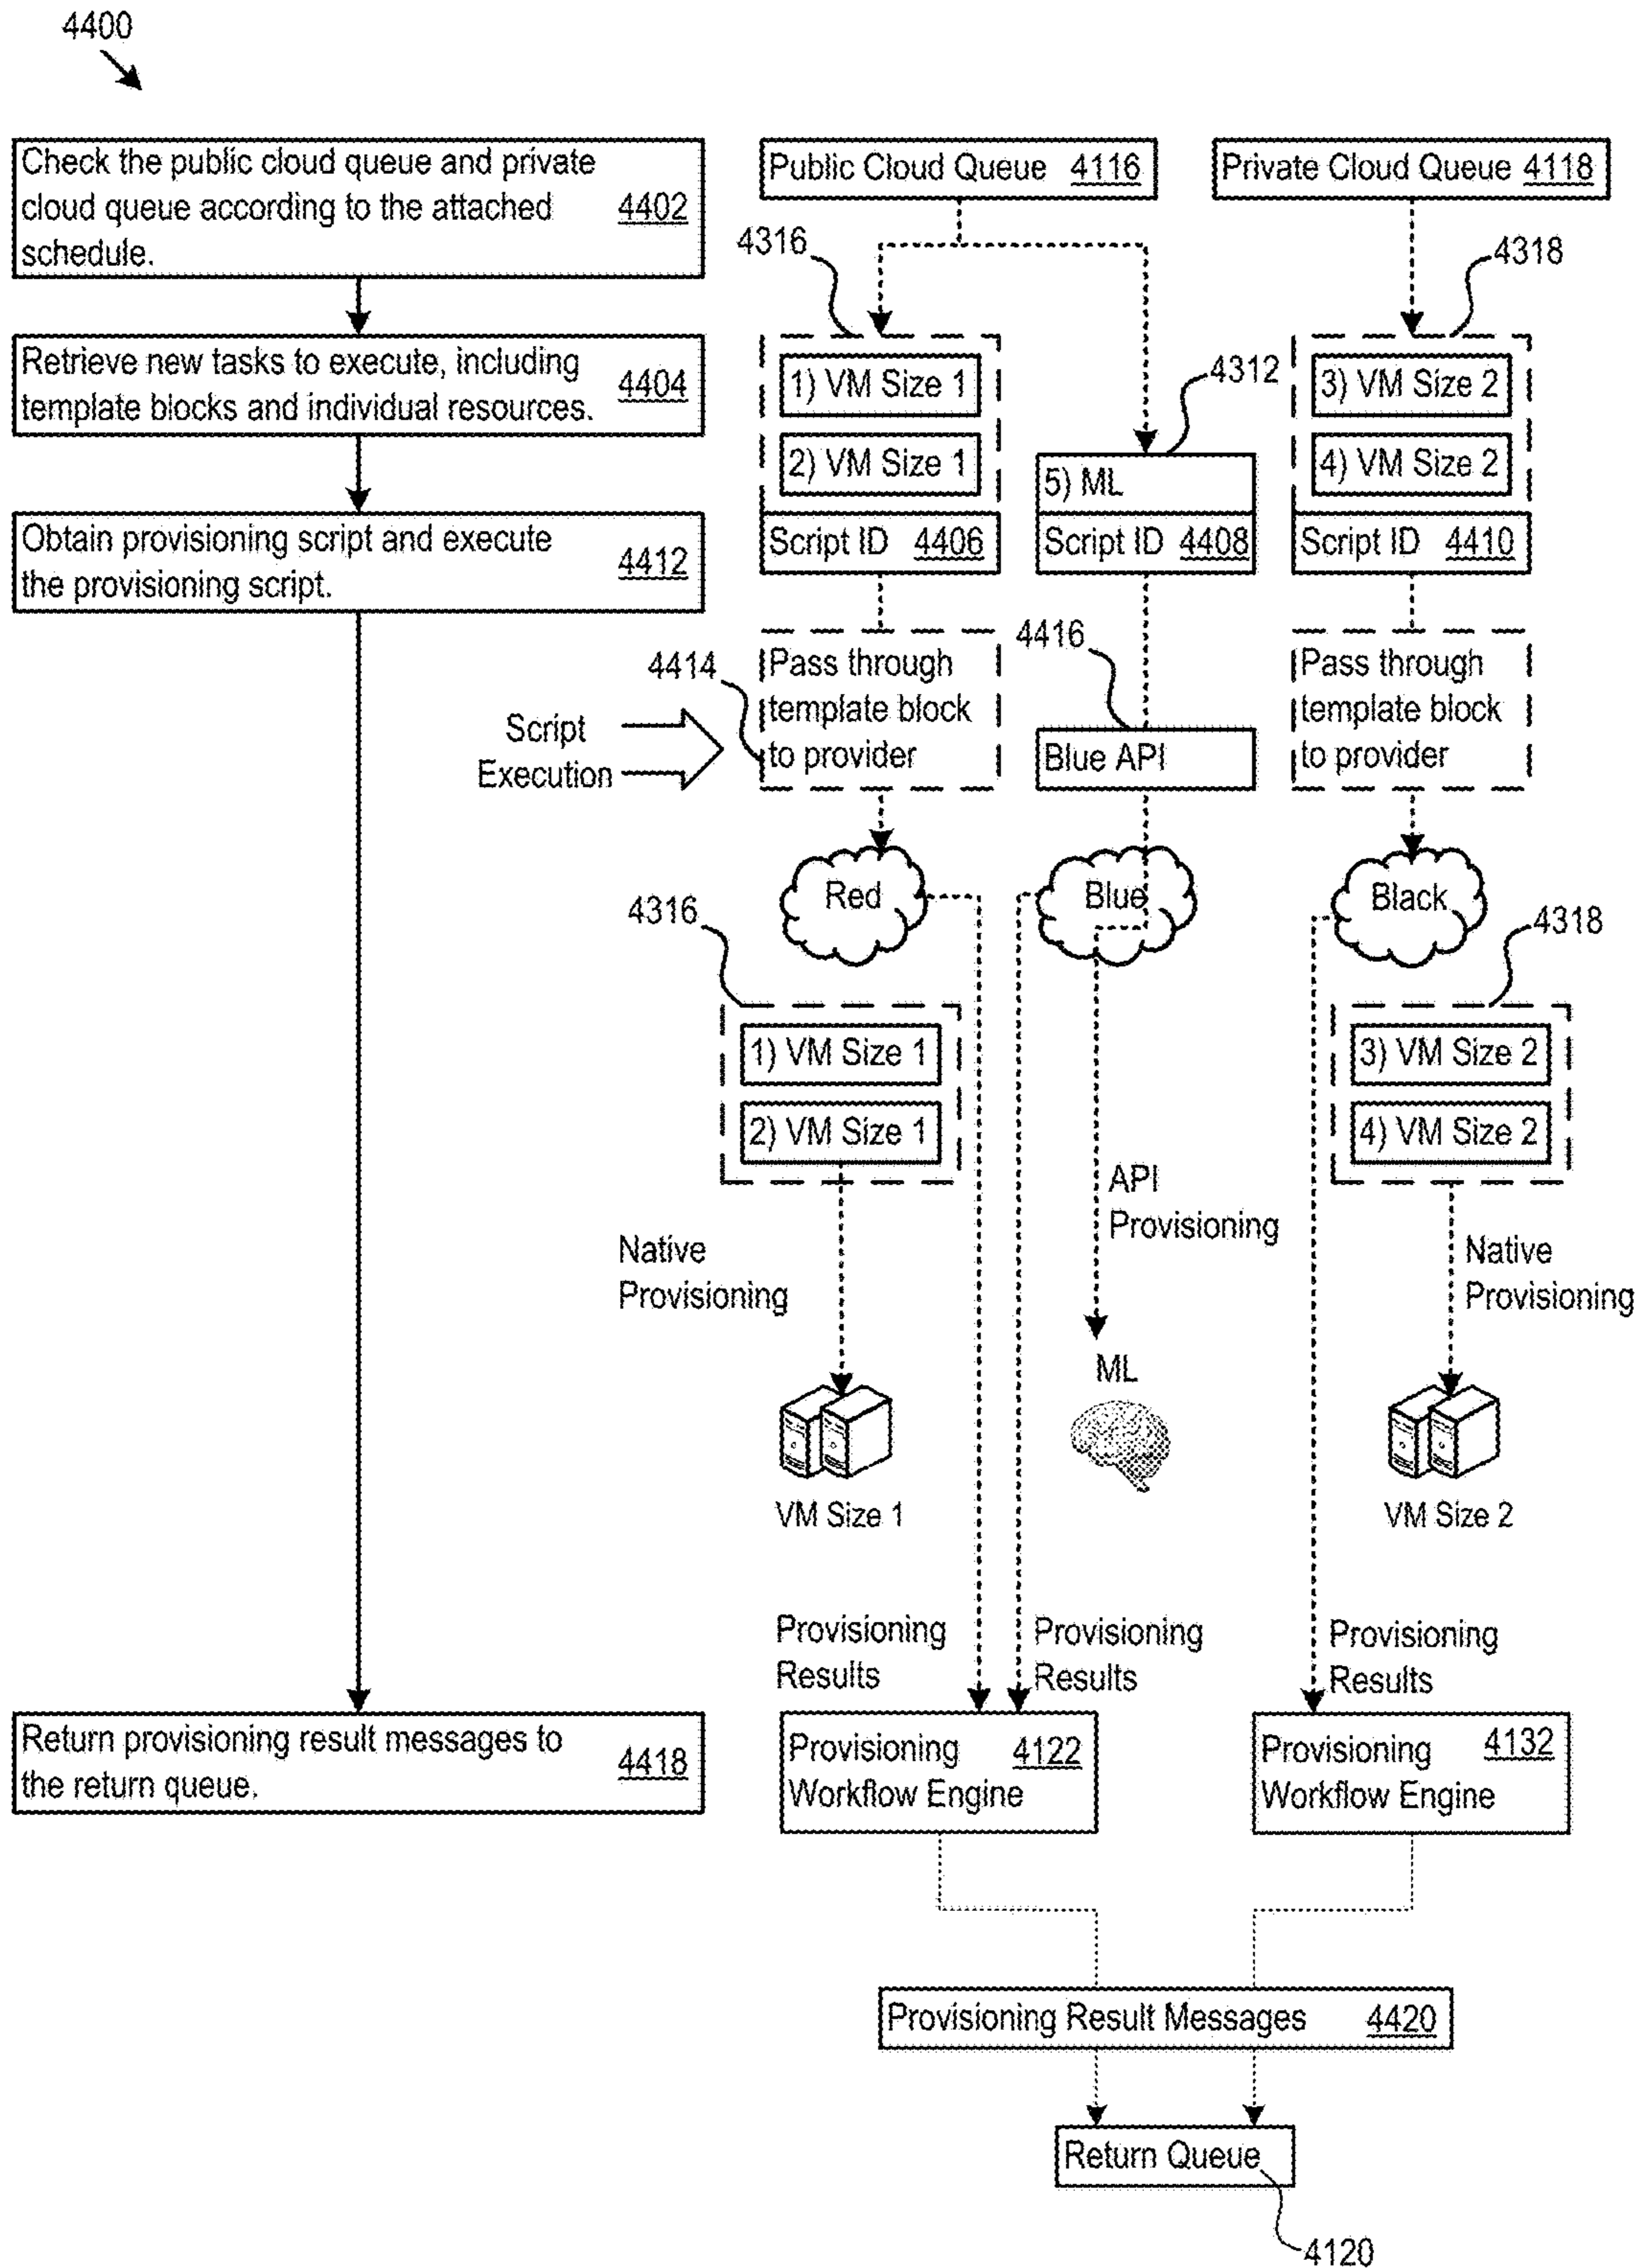 4400
Check the public cloud queue and private
cloud queue according to the attached 4402
schedule.
Public Cloud Queue 4116
Private Cloud Queue 4118
4316
4318
Retrieve new tasks to execute, including
template blocks and individual resources. 4404
1) VM Size 1
2) VM Size 1
4312
5) ML
3) VM Size 2
4) VM Size 2
Obtain provisioning script and execute
the provisioning script. 4412
Script ID 4406
Script ID 4408
Script ID 4410
Script
Execution
4414
Pass through
template block
to provider
4416
Blue API
Pass through
template block
to provider
Red
Blue
Black
4316
4318
1) VM Size 1
2) VM Size 1
3) VM Size 2
4) VM Size 2
Native
Provisioning
API
Provisioning
Native
Provisioning
ML
VM Size 1
VM Size 2
Provisioning
Results
Provisioning
Results
Provisioning
Results
Return provisioning result messages to
the return queue. 4418
Provisioning 4122
Workflow Engine
Provisioning 4132
Workflow Engine
Provisioning Result Messages 4420
Return Queue
4120